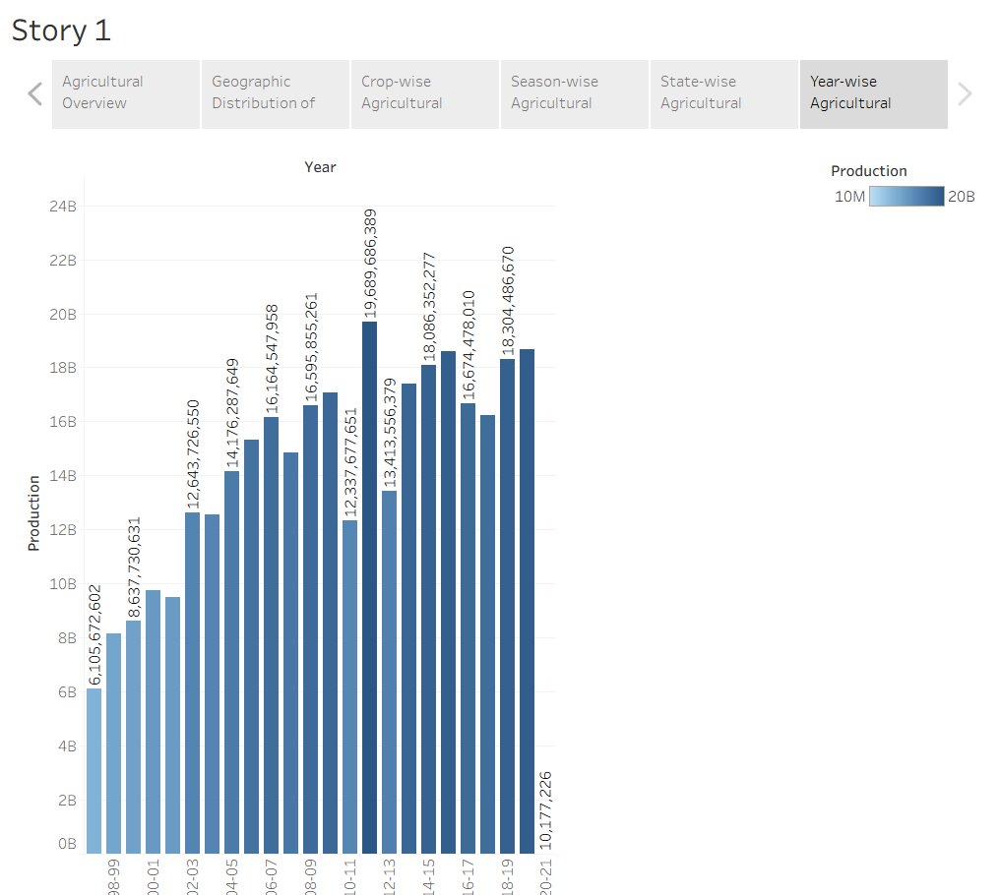 Story 1
Agricultural
Overview
Geographic
Distribution of
Crop-wise
Agricultural
Season-wise
Agricultural
State-wise
Agricultural
Year-wise
Agricultural
Year
Production
10M
20B
24B
22B
20B
18B
16B
14B
12B
10B
8B
6B
4B
2B
0B
Production
6,105,672,602
8,637,730,631
12,643,726,550
14,176,287,649
16,164,547,958
16,595,855,261
12,337,677,651
19,689,686,389
13,413,556,379
18,086,352,277
16,674,478,010
18,304,486,670
10,177,226
98-99
00-01
02-03
04-05
06-07
08-09
10-11
12-13
14-15
16-17
18-19
20-21